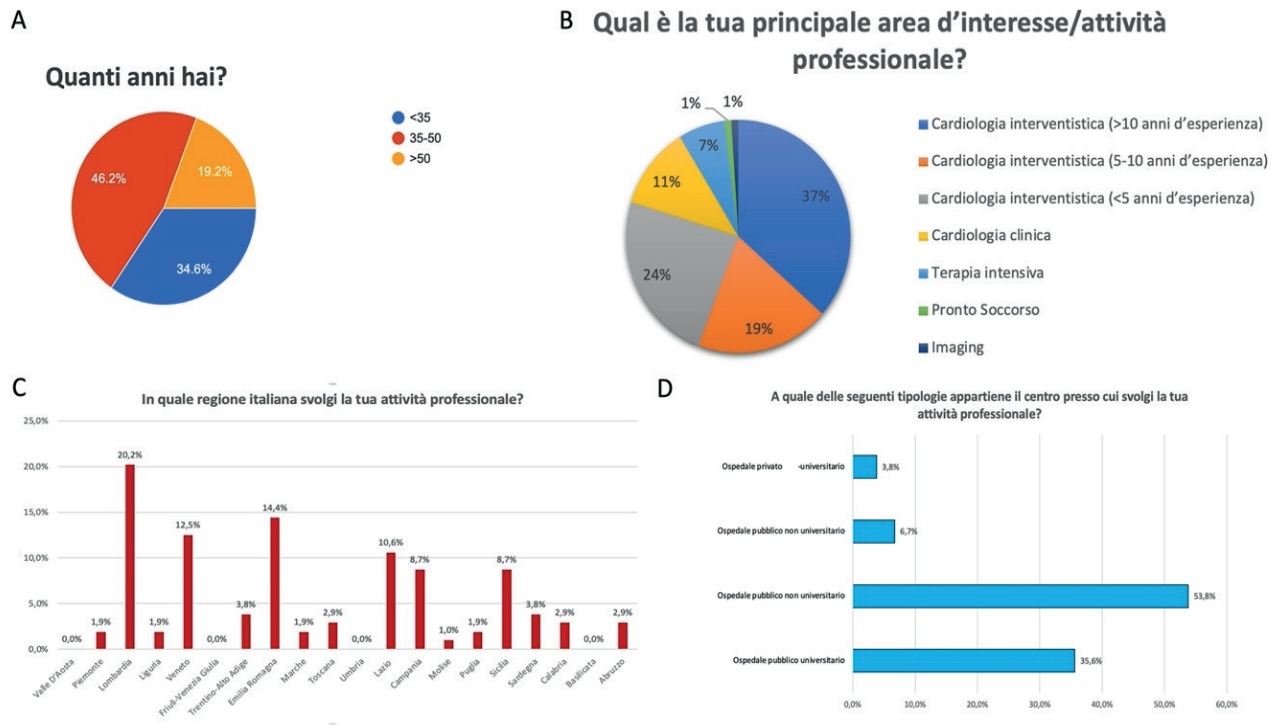 A
Quanti anni hai?
<35
35-50
>50
46.2%
19.2%
34.6%
B
Qual è la tua principale area d'interesse/attività
professionale?
1%
1%
7%
11%
37%
24%
19%
Cardiologia interventistica (>10 anni d'esperienza)
Cardiologia interventistica (5-10 anni d'esperienza)
Cardiologia interventistica (<5 anni d'esperienza)
Cardiologia clinica
Terapia intensiva
Pronto Soccorso
Imaging
C
In quale regione italiana svolgi la tua attività professionale?
25,0%
20,0%
15,0%
10,0%
5,0%
0,0%
0,0%
1,9%
20,2%
1,9%
12,5%
0,0%
3,8%
14,4%
1,9%
2,9%
0,0%
10,6%
8,7%
1,0%
1,9%
8,7%
3,8%
2,9%
0,0%
2,9%
Valle D'Aosta
Piemonte
Lombardia
Liguria
Veneto
Friuli-Venezia Giulia
Trentino-Alto Adige
Emilia Romagna
Marche
Toscana
Umbria
Lazio
Campania
Molise
Puglia
Sicilia
Sardegna
Calabria
Basilicata
Abruzzo
D
A quale delle seguenti tipologie appartiene il centro presso cui svolgi la tua
attività professionale?
Ospedale privato -universitario
3,8%
Ospedale pubblico non universitario
6,7%
Ospedale pubblico non universitario
53,8%
Ospedale pubblico universitario
35,6%
0,0%
10,0%
20,0%
30,0%
40,0%
50,0%
60,0%